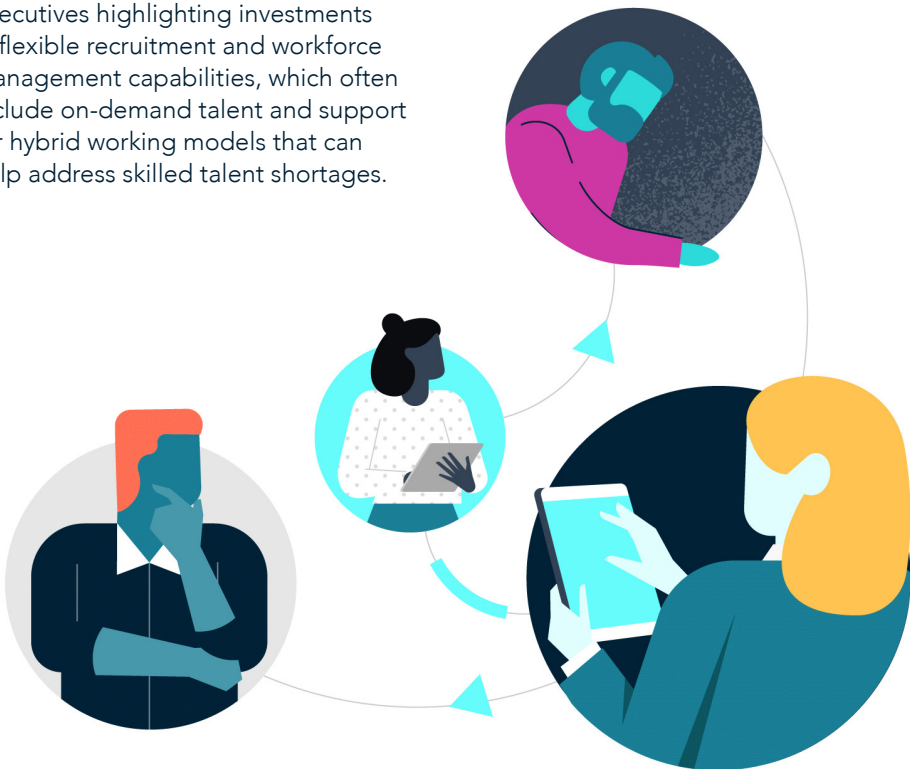 ecutives highlighting investments
flexible recruitment and workforce
anagement capabilities, which often
clude on-demand talent and support
r hybrid working models that can
lp address skilled talent shortages.